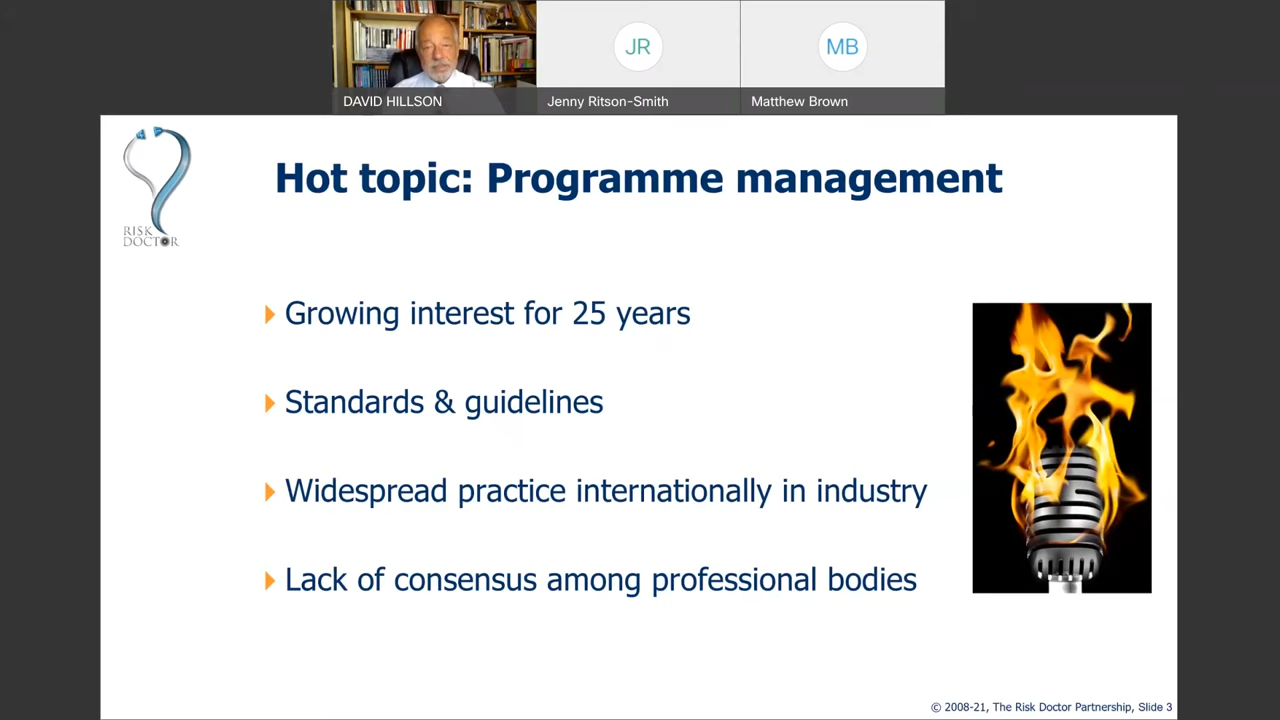 JR
MB
DAVID HILLSON
Jenny Ritson-Smith
Matthew Brown
RISK
DOCTOR
Hot topic: Programme management
Growing interest for 25 years
Standards & guidelines
Widespread practice internationally in industry
Lack of consensus among professional bodies
© 2008-21, The Risk Doctor Partnership, Slide 3